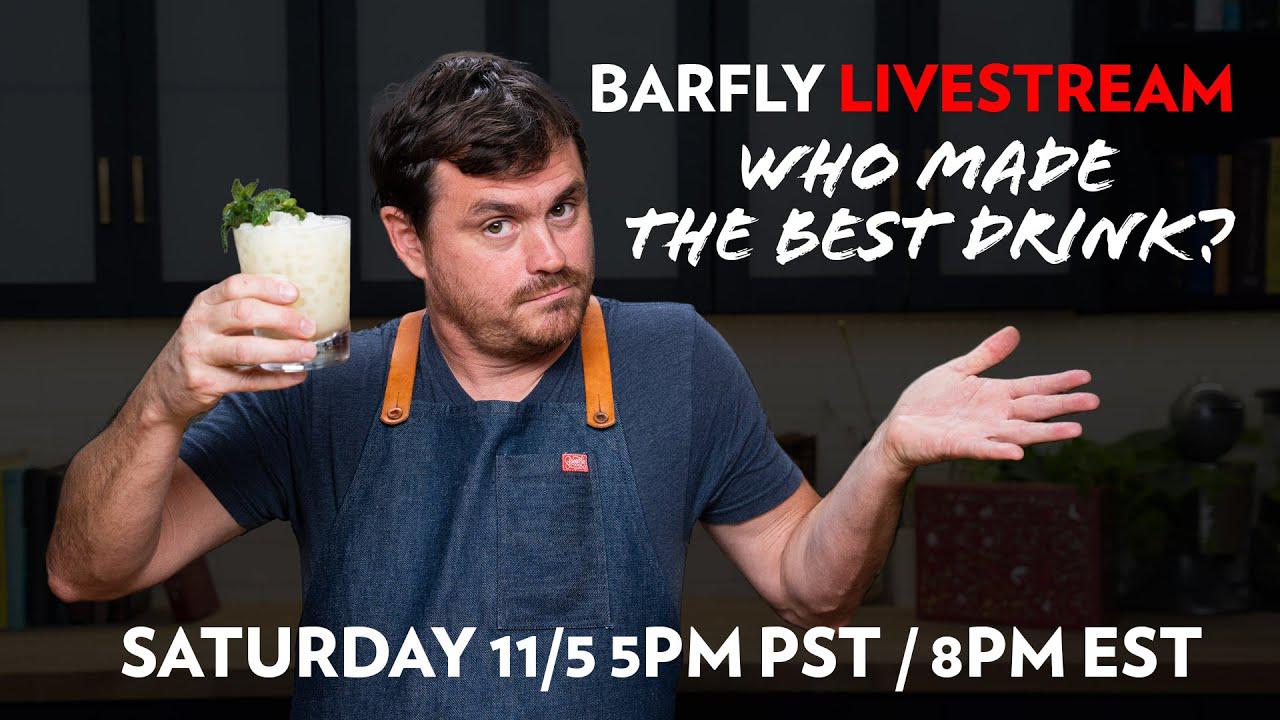 BARFLY LIVESTREAM
WHO MADE
THE BEST DRINK?
SATURDAY 11/5 5PM PST / 8PM EST